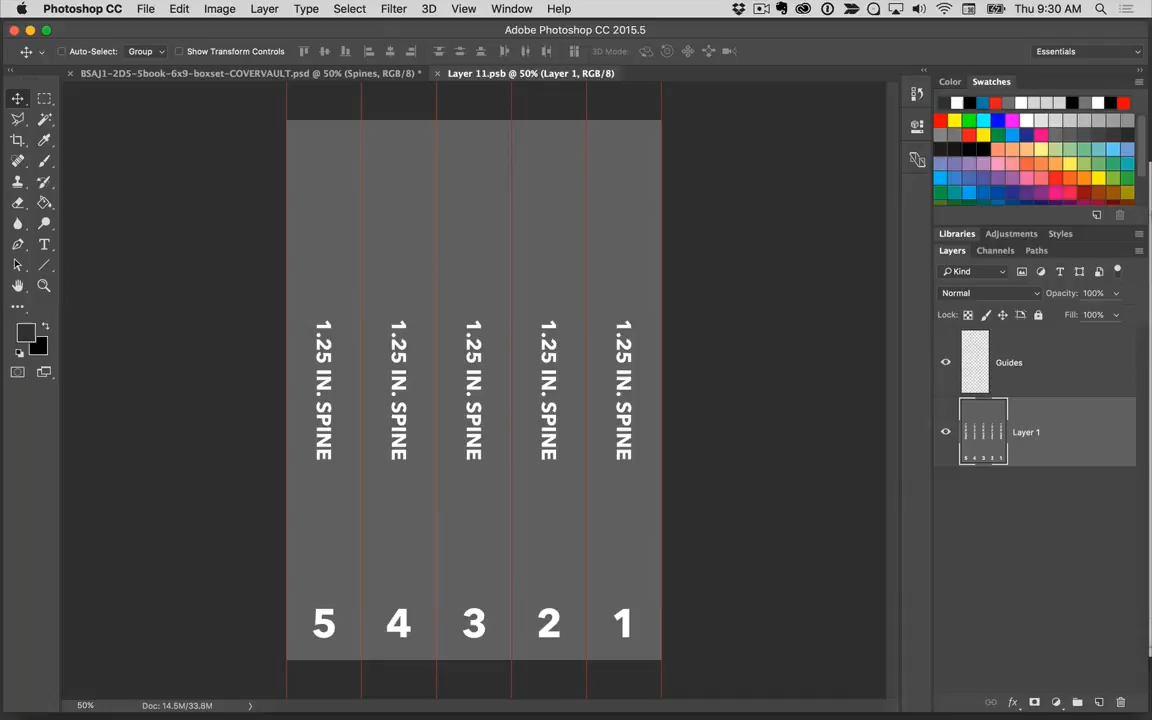 Photoshop CC File Edit Image Layer Type Select Filter 3D View Window Help Thu 9:30 AM
Adobe Photoshop CC 2015.5
Auto-Select: Group Show Transform Controls 3D Mode: Essentials
BSAJ1-2D5-5book-6x9-boxset-COVERVAULT.psd @ 50% (Spines, RGB/8) * Layer 11.psb @ 50% (Layer 1, RGB/8)
Color Swatches
Libraries Adjustments Styles
Layers Channels Paths
Kind
Normal Opacity: 100%
Lock: Fill: 100%
Guides
Layer 1
1.25 IN. SPINE
1.25 IN. SPINE
1.25 IN. SPINE
1.25 IN. SPINE
1.25 IN. SPINE
5 4 3 2 1
50% Doc: 14.5M/33.8M